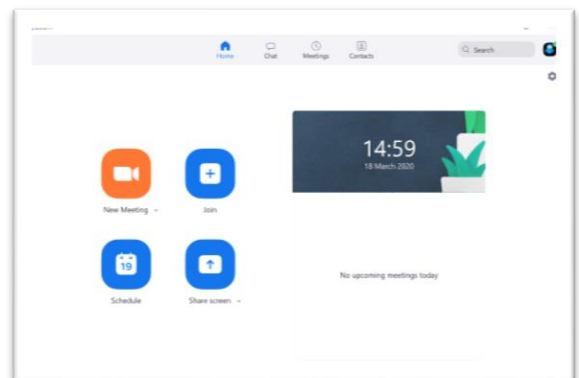 Home
Chat
Meetings
Contacts
Search
14:59
18 March 2020
New Meeting
Join
19
Schedule
Share screen
No upcoming meetings today